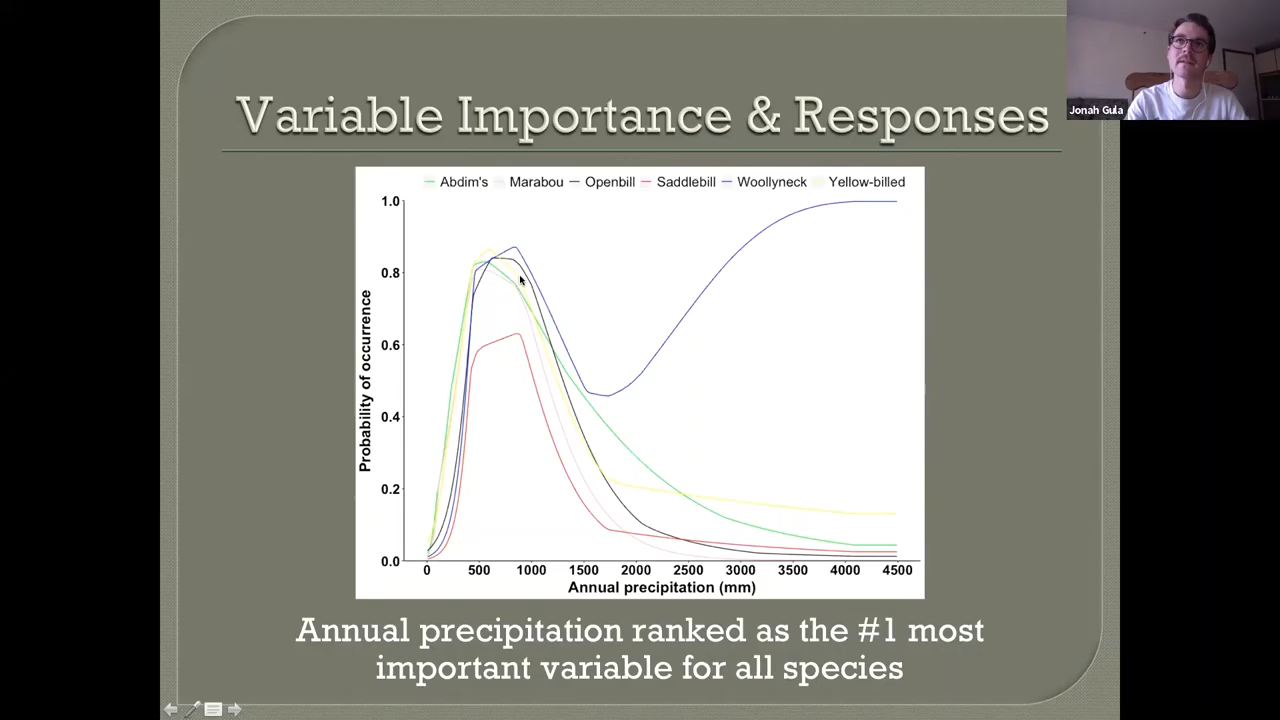 Jonah Gula
Variable Importance & Responses
Abdim's Marabou Openbill Saddlebill Woollyneck Yellow-billed
1.0
0.8
0.6
0.4
0.2
0.0
Probability of occurrence
0 500 1000 1500 2000 2500 3000 3500 4000 4500
Annual precipitation (mm)
Annual precipitation ranked as the #1 most
important variable for all species